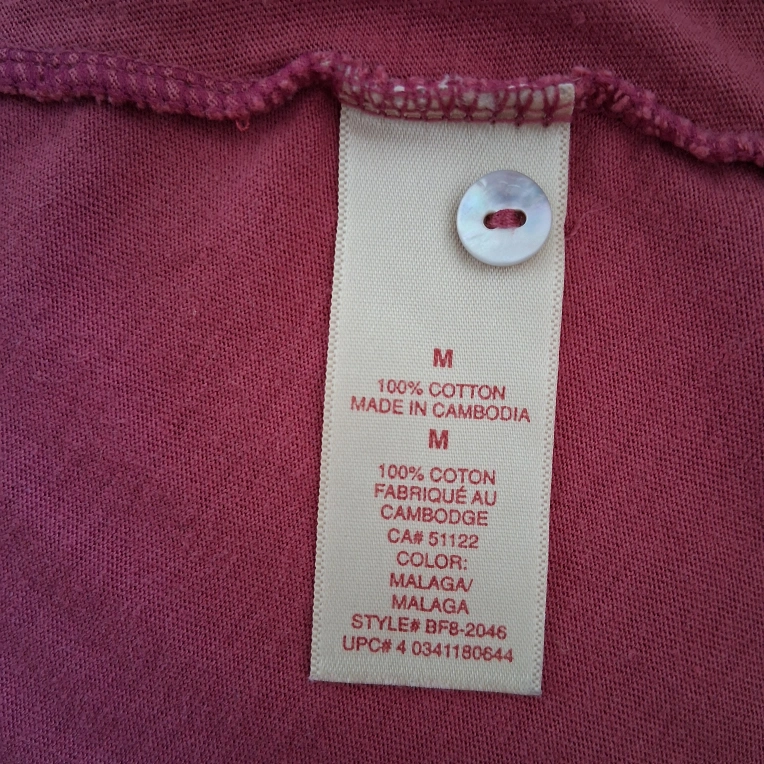 M
100% COTTON
MADE IN CAMBODIA
M
100% COTON
FABRIQUÉ AU
CAMBODGE
CA# 51122
COLOR:
MALAGA/
MALAGA
STYLE# BF8-2046
UPC# 4 0341180644